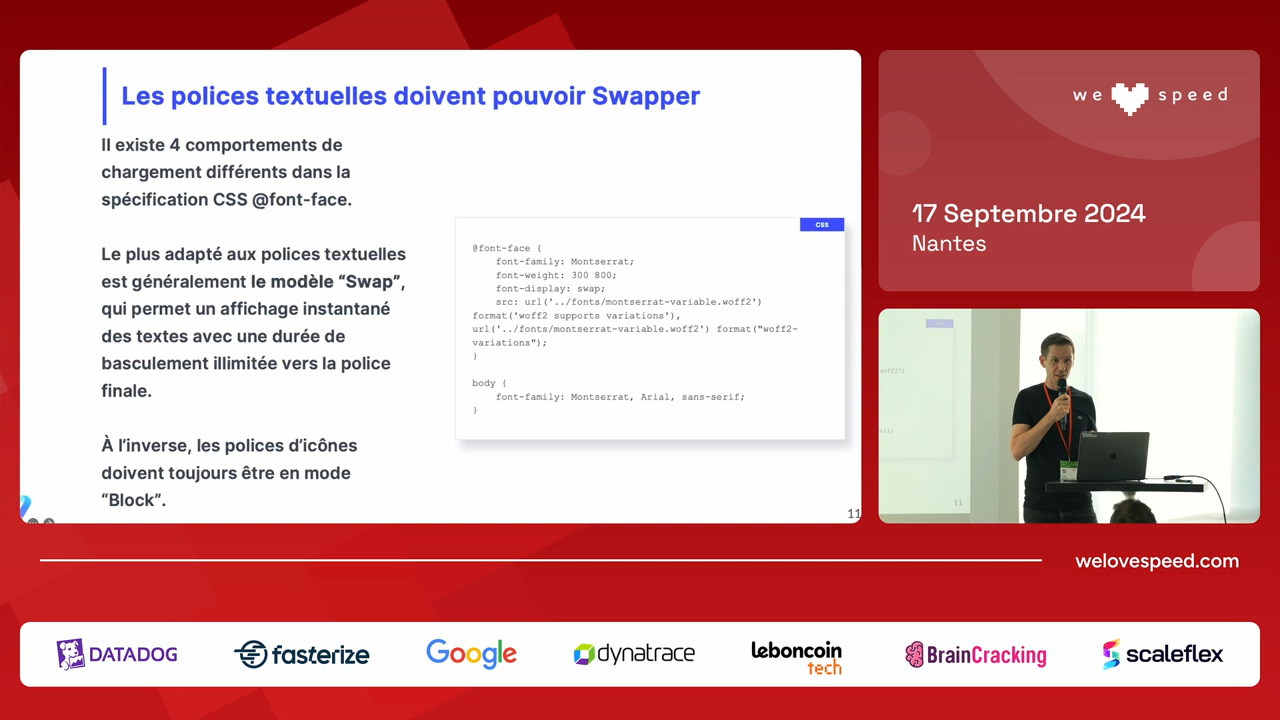 Les polices textuelles doivent pouvoir Swapper
Il existe 4 comportements de
chargement différents dans la
spécification CSS @font-face.
Le plus adapté aux polices textuelles
est généralement le modèle “Swap”,
qui permet un affichage instantané
des textes avec une durée de
basculement illimitée vers la police
finale.
À l’inverse, les polices d’icônes
doivent toujours être en mode
“Block”.
css
@font-face {
font-family: Montserrat;
font-weight: 300 800;
font-display: swap;
src: url('../fonts/montserrat-variable.woff2')
format('woff2 supports variations'),
url('../fonts/montserrat-variable.woff2') format("woff2-
variations");
}
body {
font-family: Montserrat, Arial, sans-serif;
}
11
we speed
17 Septembre 2024
Nantes
11
welovespeed.com
DATADOG
fasterize
Google
dynatrace
leboncoin
tech
BrainCracking
scaleflex